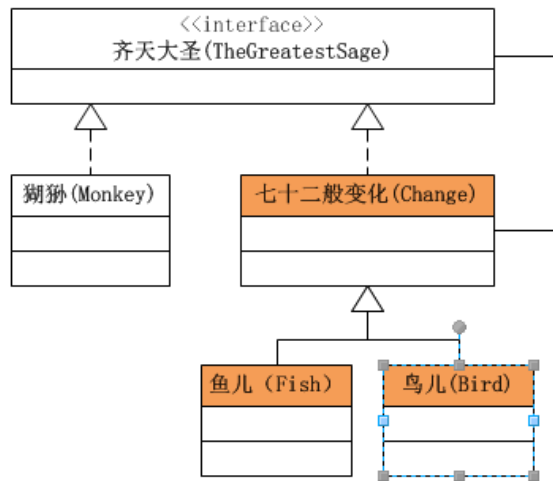 <<interface>>
齐天大圣(TheGreatestSage)
猢狲(Monkey)
七十二般变化(Change)
鱼儿（Fish）
鸟儿(Bird)